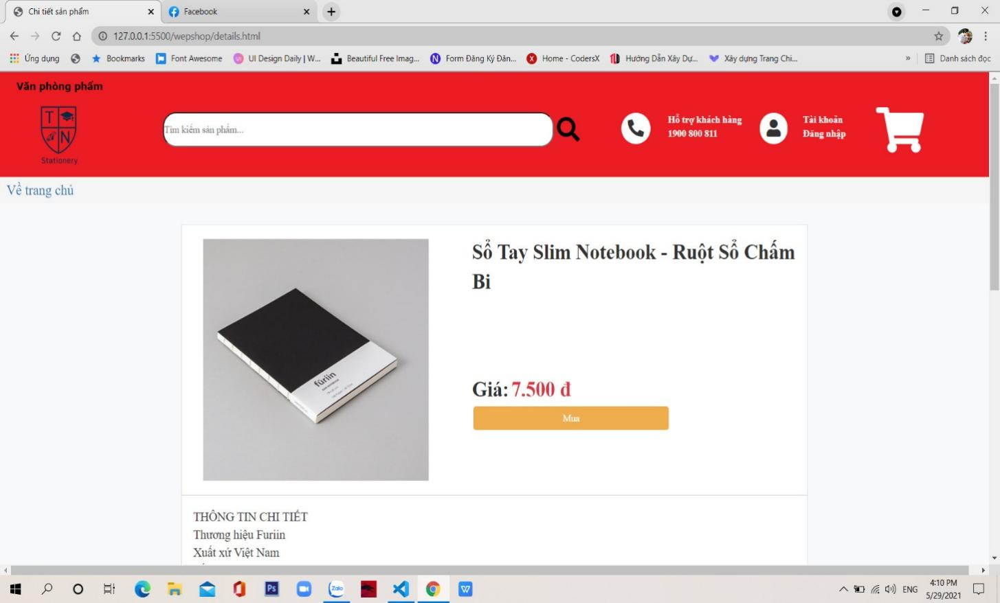 Chi tiết sản phẩm
Facebook
127.0.0.1:5500/wepshop/details.html
Ứng dụng
Bookmarks
Font Awesome
UI Design Daily | W...
Beautiful Free Imag...
Form Đăng Ký Đăn...
Home - CodersX
Hướng Dẫn Xây Dự...
Xây dựng Trang Chi...
»
Danh sách đọc
Văn phòng phẩm
T
N
Stationery
Tìm kiếm sản phẩm...
Hỗ trợ khách hàng
1900 800 811
Tài khoản
Đăng nhập
Về trang chủ
Sổ Tay Slim Notebook - Ruột Sổ Chấm
Bi
furiin
Giá: 7.500 đ
Mua
THÔNG TIN CHI TIẾT
Thương hiệu Furiin
Xuất xứ Việt Nam
Ps
Zalo
ENG
4:10 PM
5/29/2021